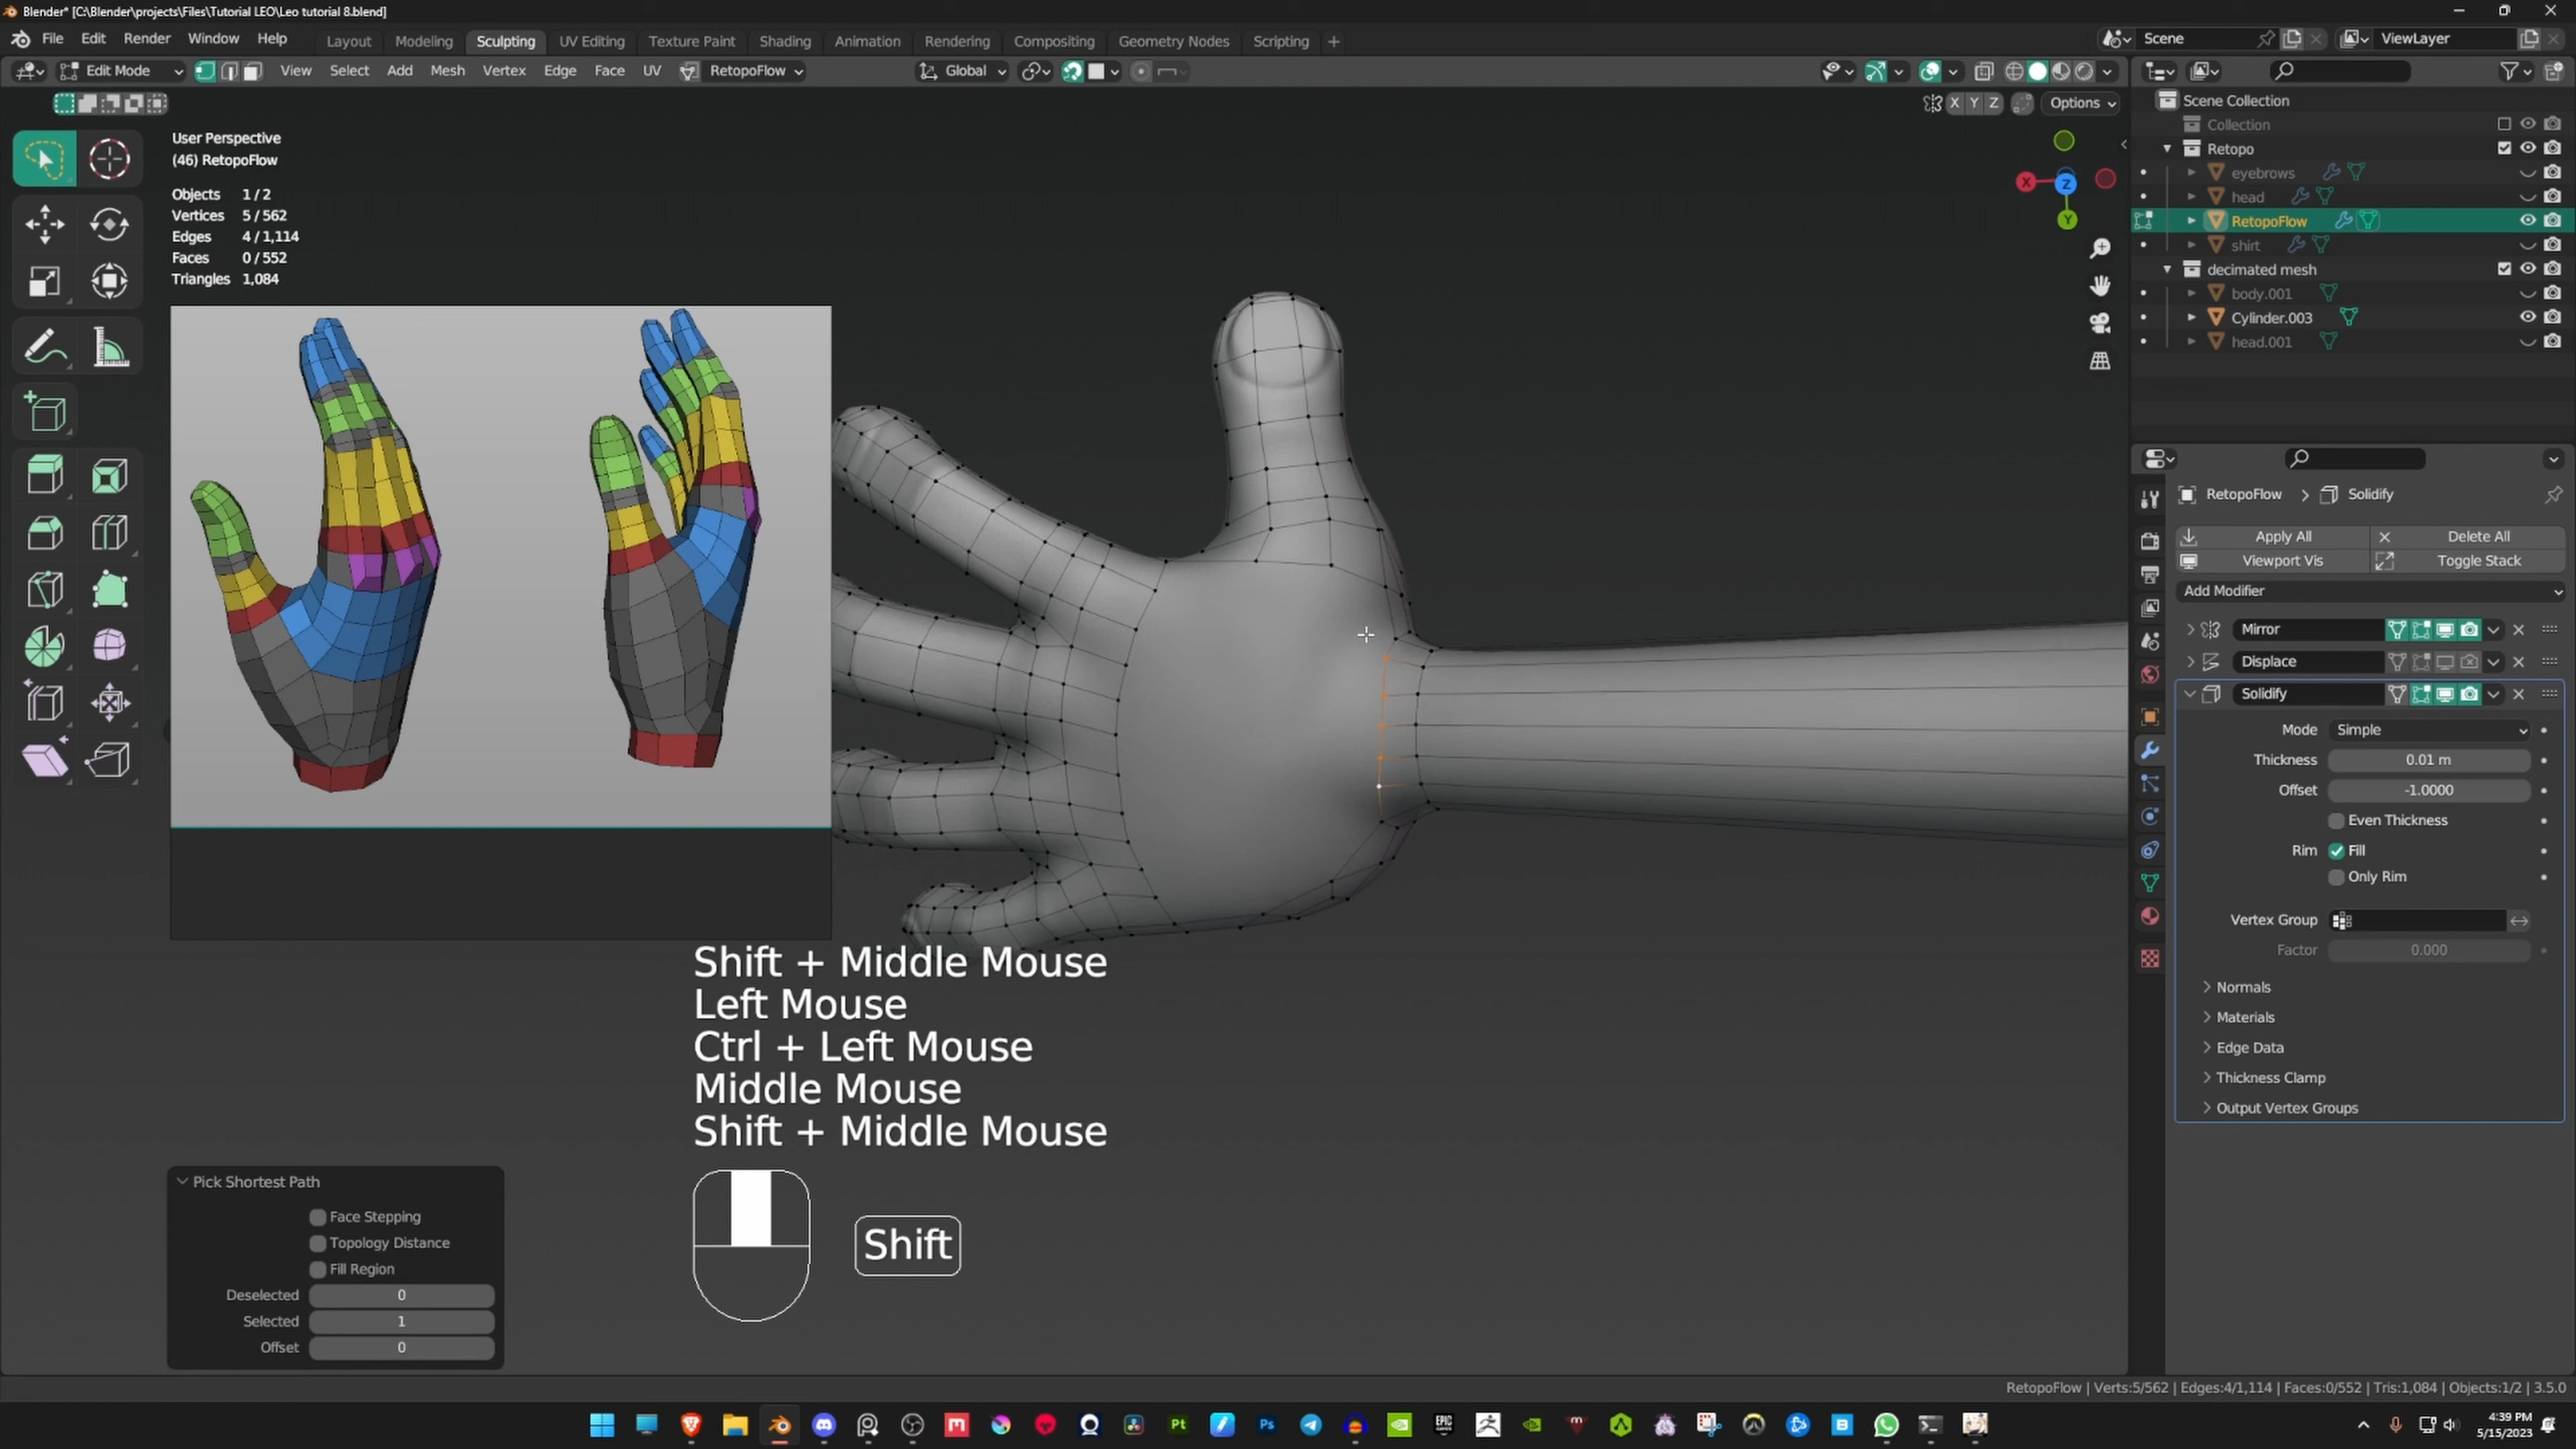 Blender* [C:\Blender\projects\Files\Tutorial LEO\Leo tutorial 8.blend]
File Edit Render Window Help
Layout Modeling Sculpting UV Editing Texture Paint Shading Animation Rendering Compositing Geometry Nodes Scripting +
Scene
ViewLayer
Edit Mode
View Select Add Mesh Vertex Edge Face UV
RetopoFlow
Global
X Y Z
Options
User Perspective
(46) RetopoFlow
Objects 1 / 2
Vertices 5 / 562
Edges 4 / 1,114
Faces 0 / 552
Triangles 1,084
X
Z
Y
Shift + Middle Mouse
Left Mouse
Ctrl + Left Mouse
Middle Mouse
Shift + Middle Mouse
Shift
Pick Shortest Path
Face Stepping
Topology Distance
Fill Region
Deselected 0
Selected 1
Offset 0
Scene Collection
Collection
Retopo
eyebrows
head
RetopoFlow
shirt
decimated mesh
body.001
Cylinder.003
head.001
RetopoFlow > Solidify
Apply All
Delete All
Viewport Vis
Toggle Stack
Add Modifier
Mirror
Displace
Solidify
Mode Simple
Thickness 0.01 m
Offset -1.0000
Even Thickness
Rim Fill
Only Rim
Vertex Group
Factor 0.000
Normals
Materials
Edge Data
Thickness Clamp
Output Vertex Groups
RetopoFlow | Verts:5/562 | Edges:4/1,114 | Faces:0/552 | Tris:1,084 | Objects:1/2 | 3.5.0
Pt
Ps
EPIC GAMES
4:39 PM
5/15/2023